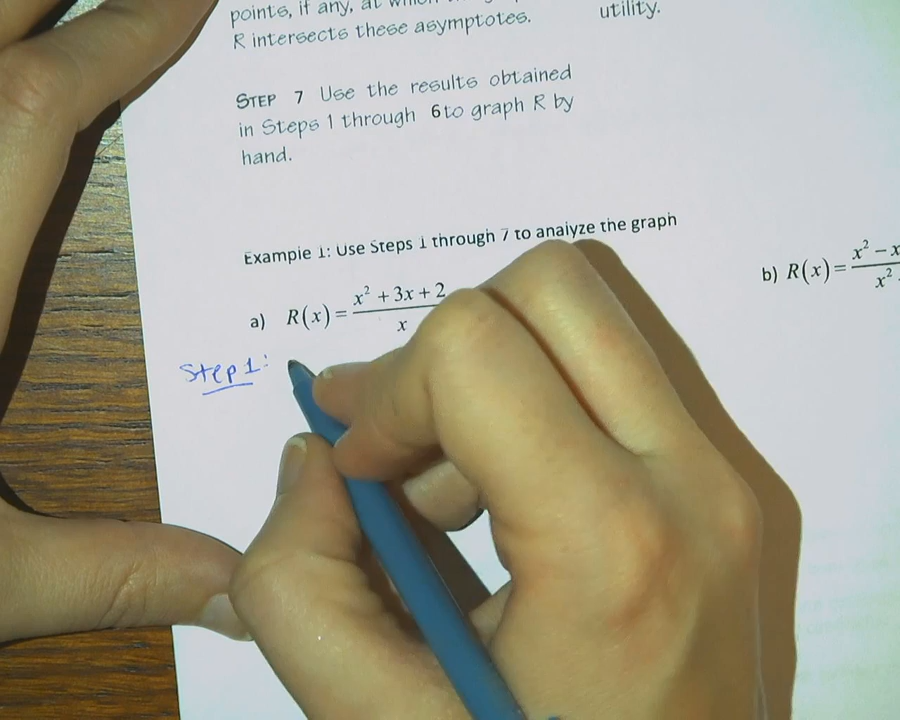 points, if any, at which
R intersects these asymptotes.
utility.
STEP 7 Use the results obtained
in Steps 1 through 6 to graph R by
hand.
Example 1: Use Steps 1 through 7 to analyze the graph
a) R(x) = (x² + 3x + 2)/x
b) R(x) = (x² − x)/(x²
Step 1: